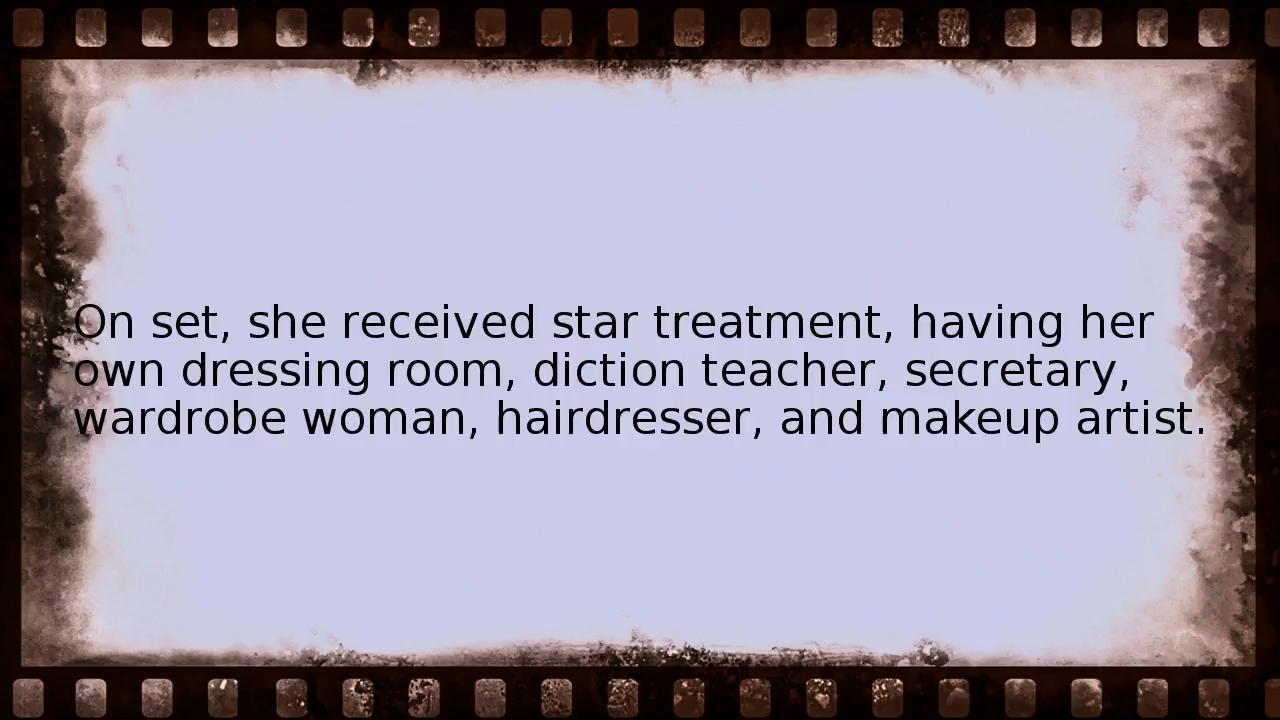 On set, she received star treatment, having her
own dressing room, diction teacher, secretary,
wardrobe woman, hairdresser, and makeup artist.